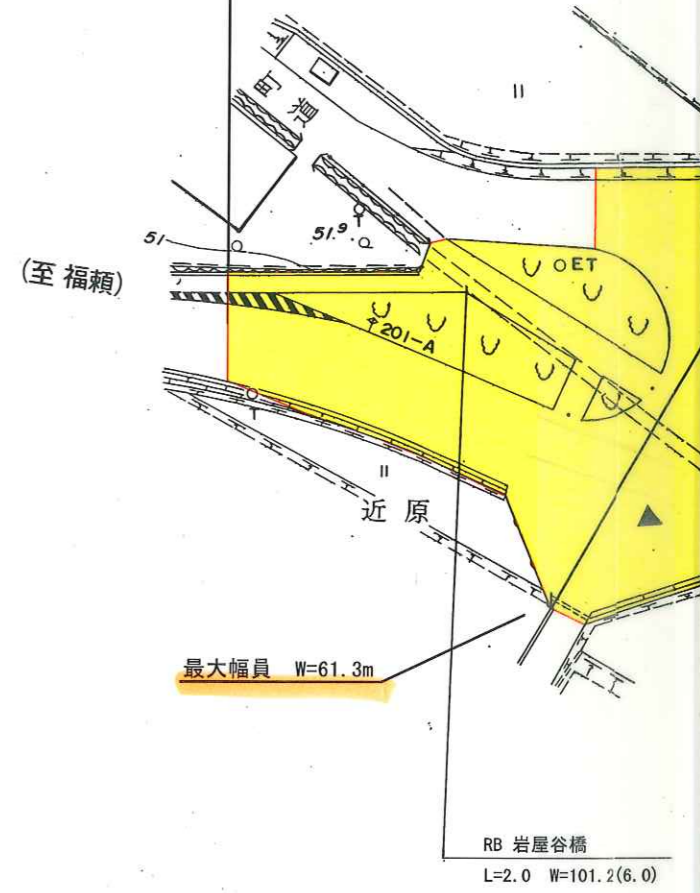 町道
51.9
T
51
(至 福頼)
ET
201-A
T
近原
最大幅員 W=61.3m
RB 岩屋谷橋
L=2.0 W=101.2(6.0)